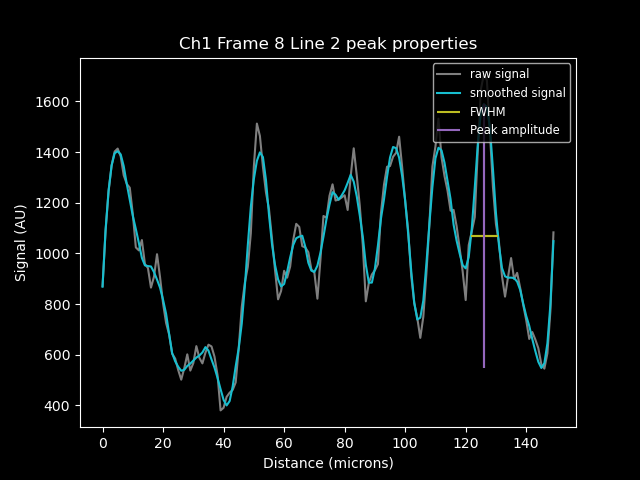 Ch1 Frame 8 Line 2 peak properties
raw signal
smoothed signal
FWHM
Peak amplitude
Signal (AU)
1600
1400
1200
1000
800
600
400
0 20 40 60 80 100 120 140
Distance (microns)